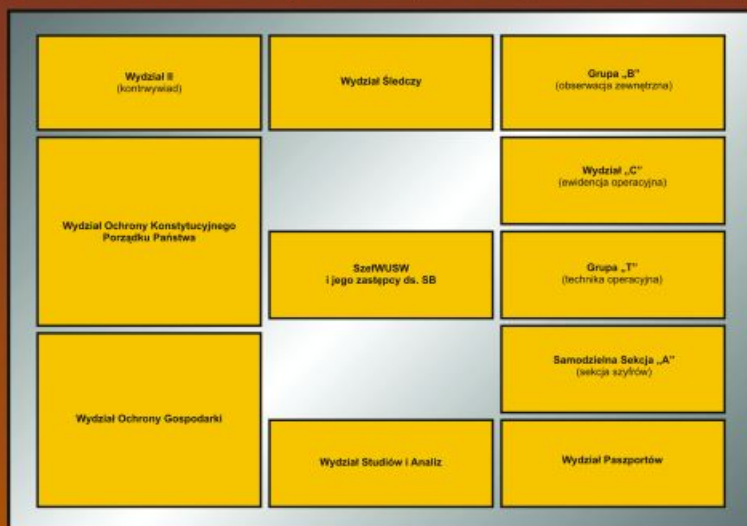 Wydział II
(kontrwywiad)
Wydział Śledczy
Grupa „B”
(obserwacja zewnętrzna)
Wydział Ochrony Konstytucyjnego
Porządku Państwa
Wydział „C”
(ewidencja operacyjna)
SzefWUSW
i jego zastępcy ds. SB
Grupa „T”
(technika operacyjna)
Wydział Ochrony Gospodarki
Samodzielna Sekcja „A”
(sekcja szyfrów)
Wydział Studiów i Analiz
Wydział Paszportów